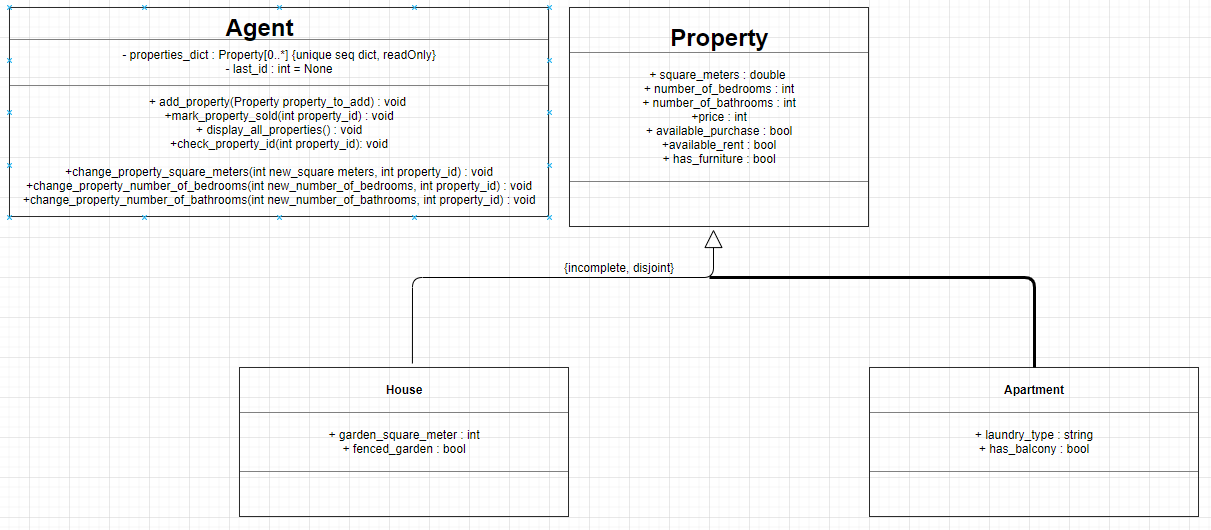 Agent
- properties_dict : Property[0..*] {unique seq dict, readOnly}
- last_id : int = None
+ add_property(Property property_to_add) : void
+mark_property_sold(int property_id) : void
+ display_all_properties() : void
+check_property_id(int property_id): void
+change_property_square_meters(int new_square meters, int property_id) : void
+change_property_number_of_bedrooms(int new_number_of_bedrooms, int property_id) : void
+change_property_number_of_bathrooms(int new_number_of_bathrooms, int property_id) : void
Property
+ square_meters : double
+ number_of_bedrooms : int
+ number_of_bathrooms : int
+price : int
+ available_purchase : bool
+available_rent : bool
+ has_furniture : bool
{incomplete, disjoint}
House
+ garden_square_meter : int
+ fenced_garden : bool
Apartment
+ laundry_type : string
+ has_balcony : bool